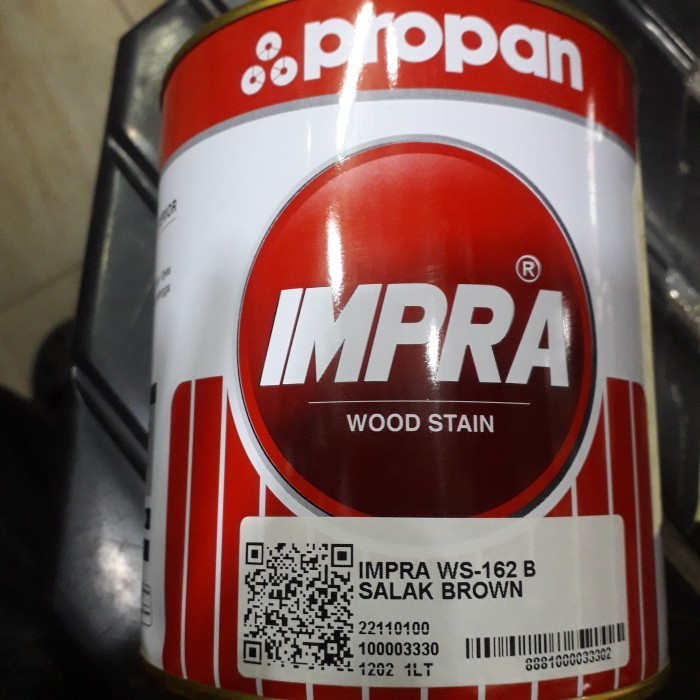 propan
IMPRA®
WOOD STAIN
IMPRA WS-162 B
SALAK BROWN
22110100
100003330
1202 1LT
8881000033302